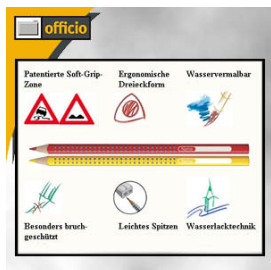 officio
Patentierte Soft-Grip-
Zone
Ergonomische
Dreieckform
Wasservermalbar
Besonders bruch-
geschützt
Leichtes Spitzen
Wasserlacktechnik